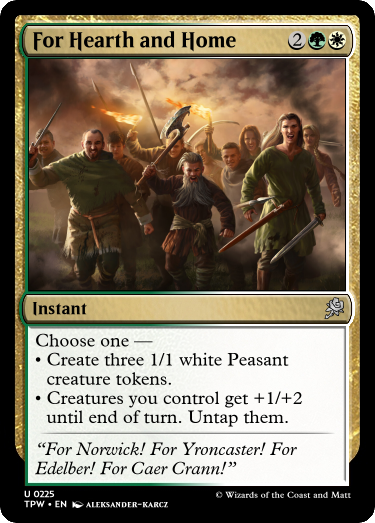 For Hearth and Home 2
Instant
Choose one —
• Create three 1/1 white Peasant
creature tokens.
• Creatures you control get +1/+2
until end of turn. Untap them.
“For Norwick! For Yroncaster! For
Edelber! For Caer Crann!”
U 0225
TPW • EN ALEKSANDER-KARCZ
© Wizards of the Coast and Matt